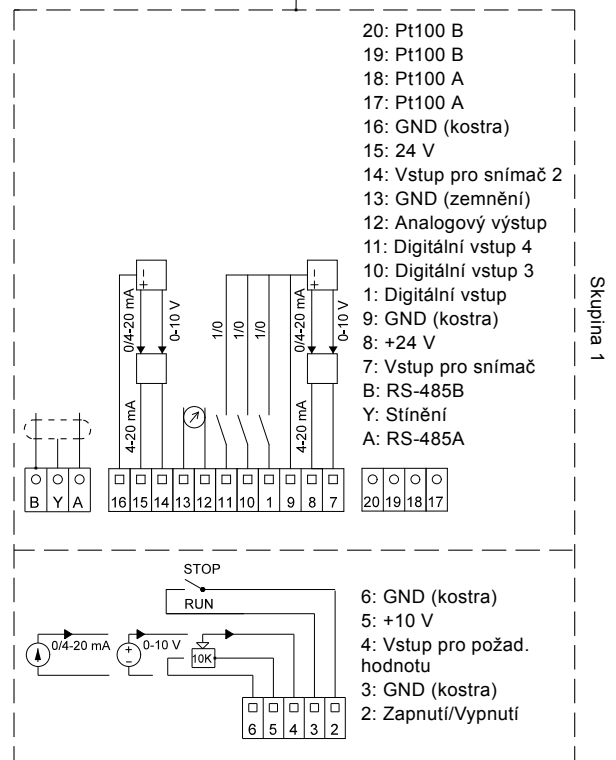 20: Pt100 B
19: Pt100 B
18: Pt100 A
17: Pt100 A
16: GND (kostra)
15: 24 V
14: Vstup pro snímač 2
13: GND (zemnění)
12: Analogový výstup
11: Digitální vstup 4
10: Digitální vstup 3
1: Digitální vstup
9: GND (kostra)
8: +24 V
7: Vstup pro snímač
B: RS-485B
Y: Stínění
A: RS-485A
Skupina 1
+ -
0/4-20 mA
0-10 V
4-20 mA
1/0
1/0
1/0
+ -
0/4-20 mA
0-10 V
4-20 mA
B Y A
16 15 14 13 12 11 10 1 9 8 7
20 19 18 17
STOP
RUN
0/4-20 mA
+ -
0-10 V
10K
6 5 4 3 2
6: GND (kostra)
5: +10 V
4: Vstup pro požad.
hodnotu
3: GND (kostra)
2: Zapnutí/Vypnutí